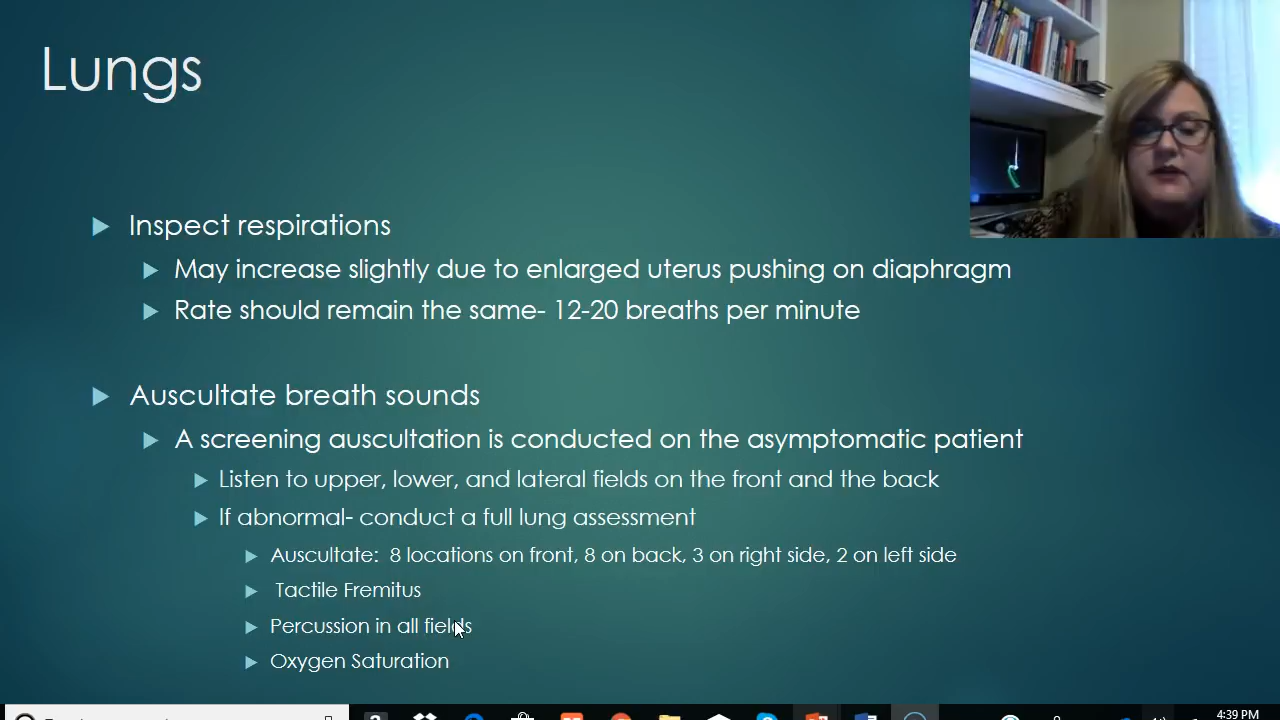 Lungs
Inspect respirations
May increase slightly due to enlarged uterus pushing on diaphragm
Rate should remain the same- 12-20 breaths per minute
Auscultate breath sounds
A screening auscultation is conducted on the asymptomatic patient
Listen to upper, lower, and lateral fields on the front and the back
If abnormal- conduct a full lung assessment
Auscultate: 8 locations on front, 8 on back, 3 on right side, 2 on left side
Tactile Fremitus
Percussion in all fields
Oxygen Saturation
4:39 PM